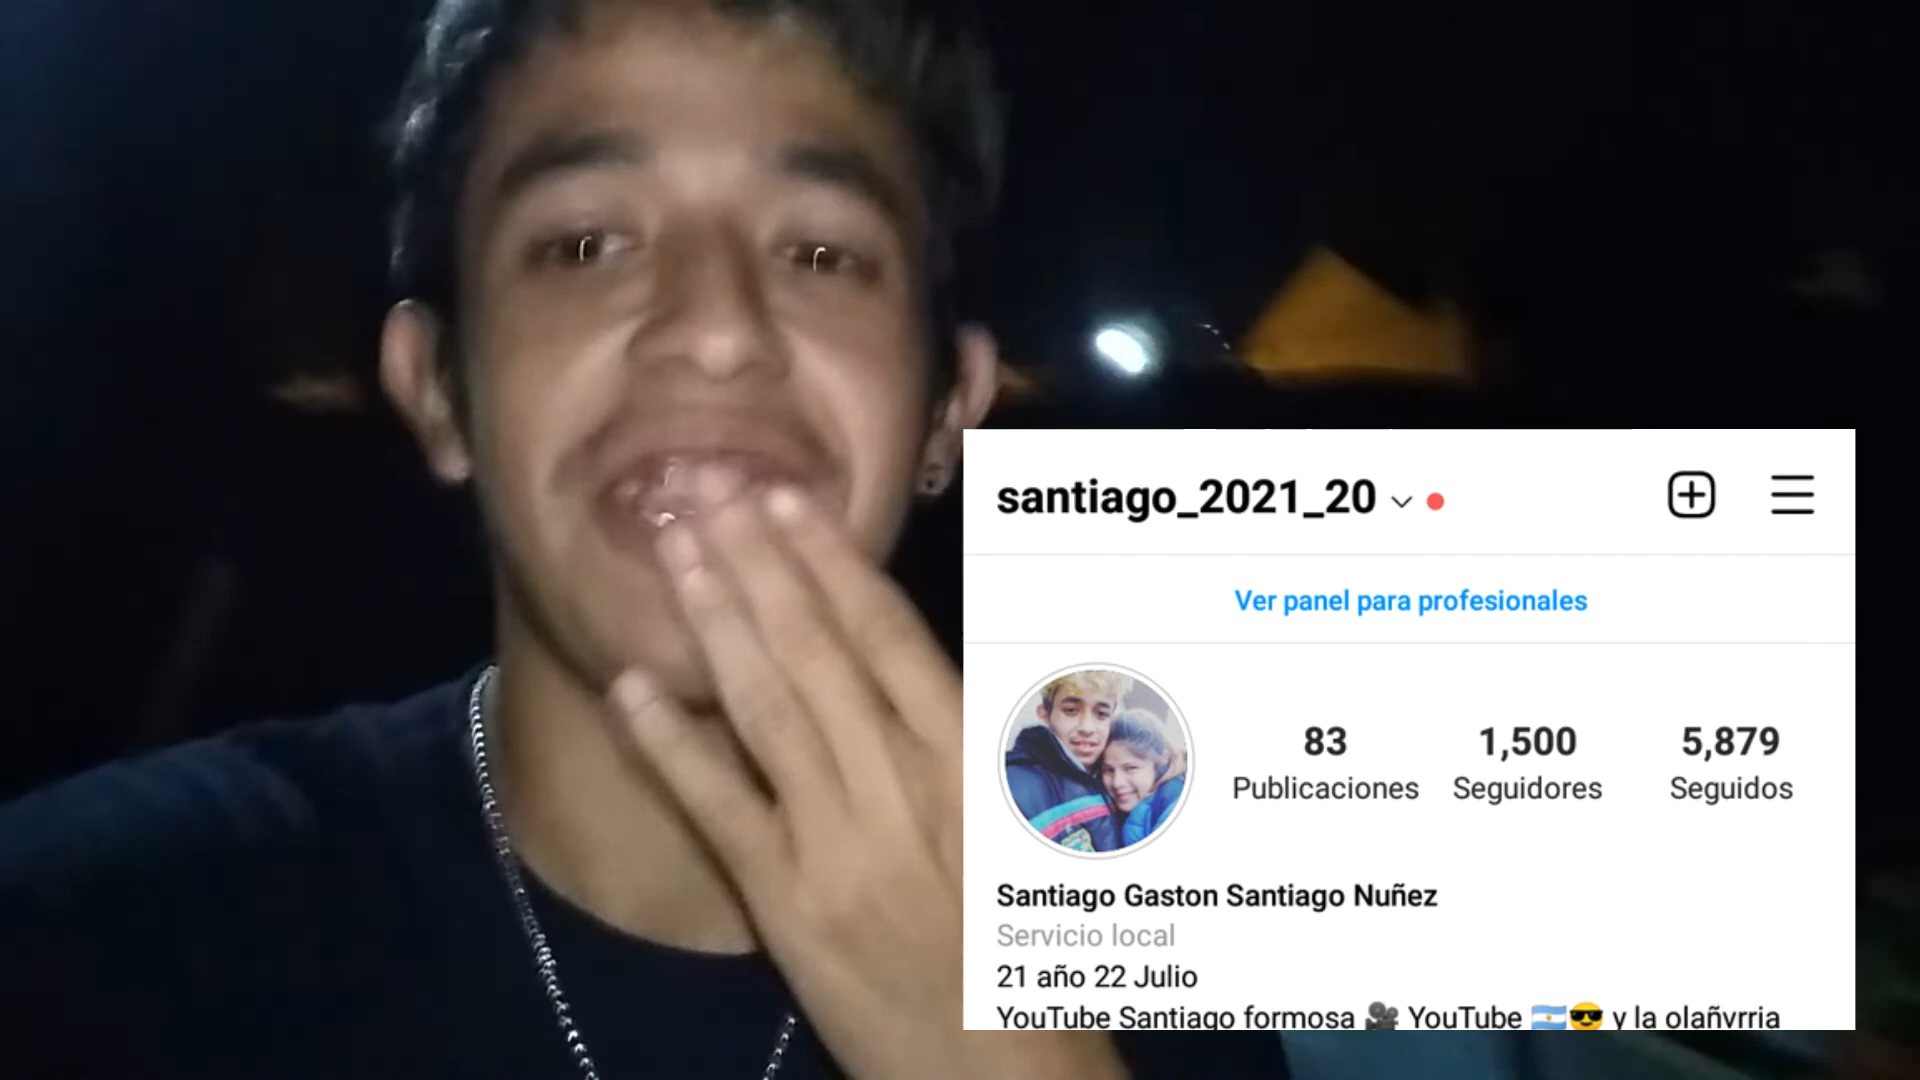 santiago_2021_20
Ver panel para profesionales
83 1,500 5,879
Publicaciones Seguidores Seguidos
Santiago Gaston Santiago Nuñez
Servicio local
21 año 22 Julio
YouTube Santiago formosa 🎥 YouTube 🇦🇷😎 y la olañvrria